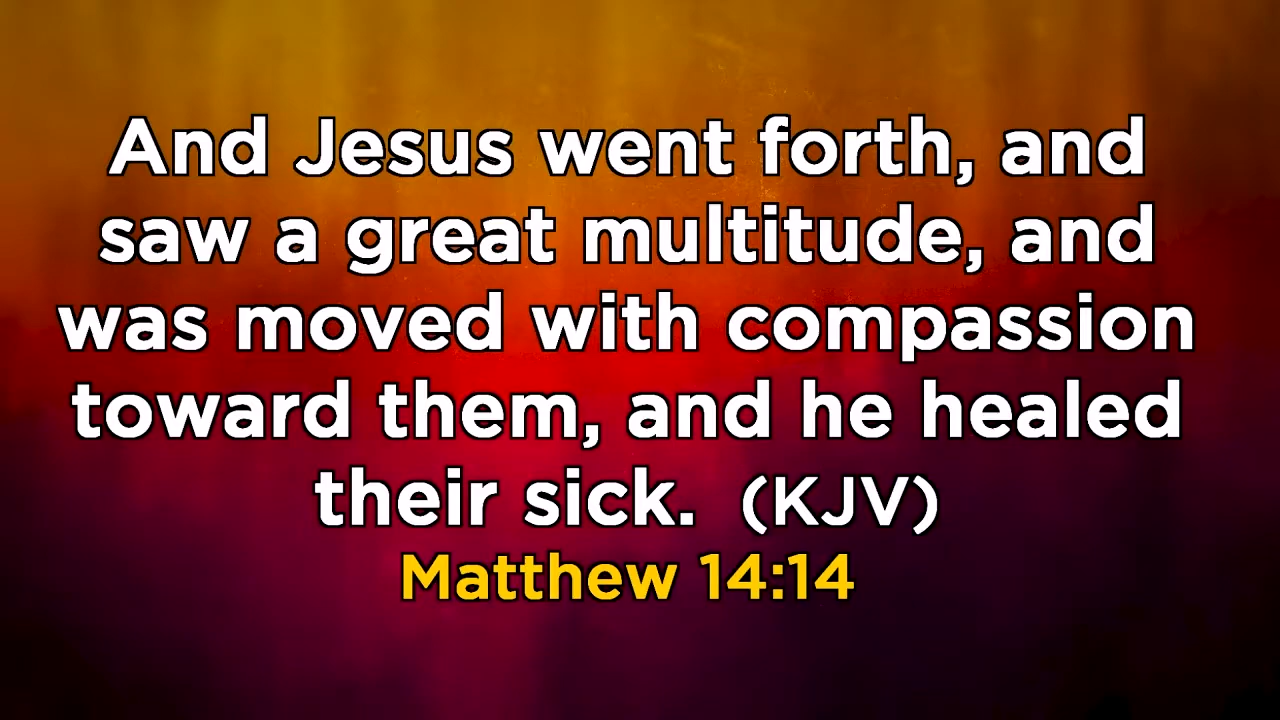 And Jesus went forth, and
saw a great multitude, and
was moved with compassion
toward them, and he healed
their sick. (KJV)
Matthew 14:14